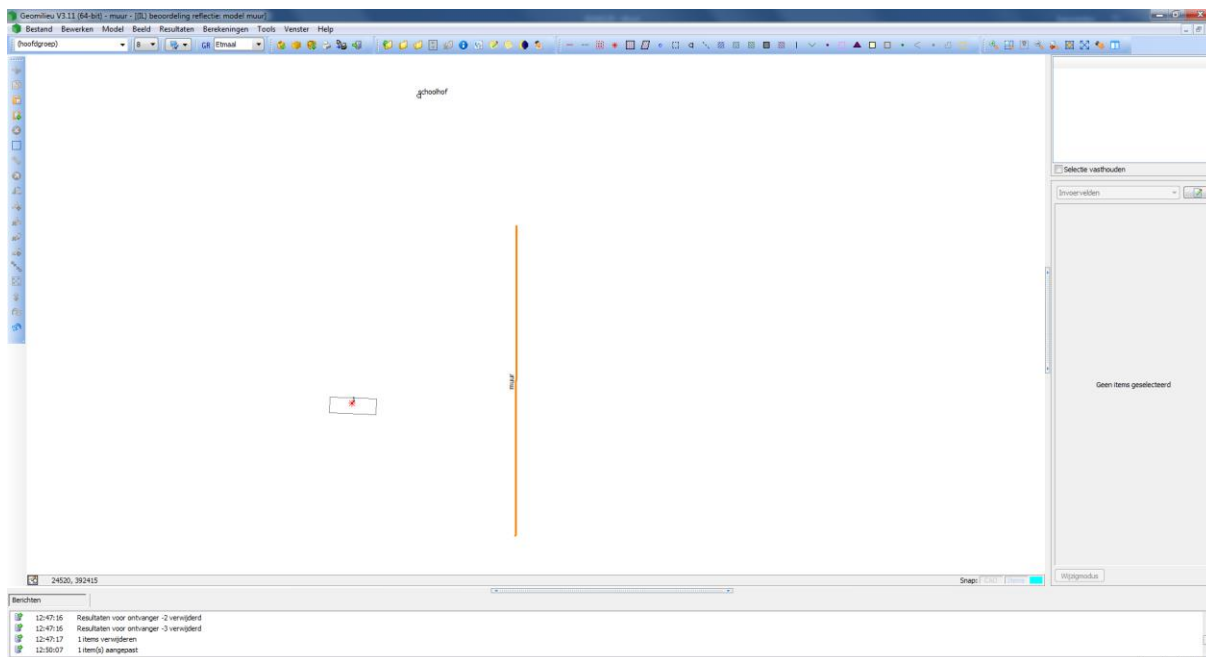 Geomilieu V3.11 (64-bit) - muur - [[IL] beoordeling reflectie: model muur]
Bestand Bewerken Model Beeld Resultaten Berekeningen Tools Venster Help
(hoofdgroep) 8 GR Etmaal
schoolhof
Selectie vasthouden
Invoervelden
muur
Geen items geselecteerd
24520, 392415
Snap:
Wijzigmodus
Berichten
12:47:16 Resultaten voor ontvanger -2 verwijderd
12:47:16 Resultaten voor ontvanger -3 verwijderd
12:47:17 1 items verwijderen
12:50:07 1 item(s) aangepast